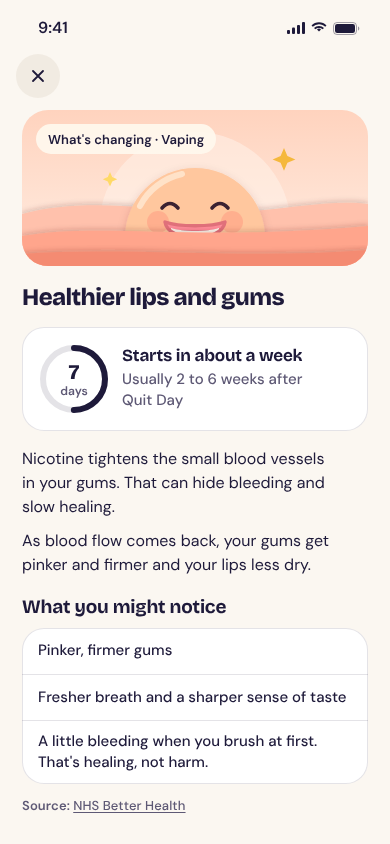 9:41
What's changing · Vaping
Healthier lips and gums
7
days
Starts in about a week
Usually 2 to 6 weeks after
Quit Day
Nicotine tightens the small blood vessels
in your gums. That can hide bleeding and
slow healing.
As blood flow comes back, your gums get
pinker and firmer and your lips less dry.
What you might notice
Pinker, firmer gums
Fresher breath and a sharper sense of taste
A little bleeding when you brush at first.
That's healing, not harm.
Source: NHS Better Health